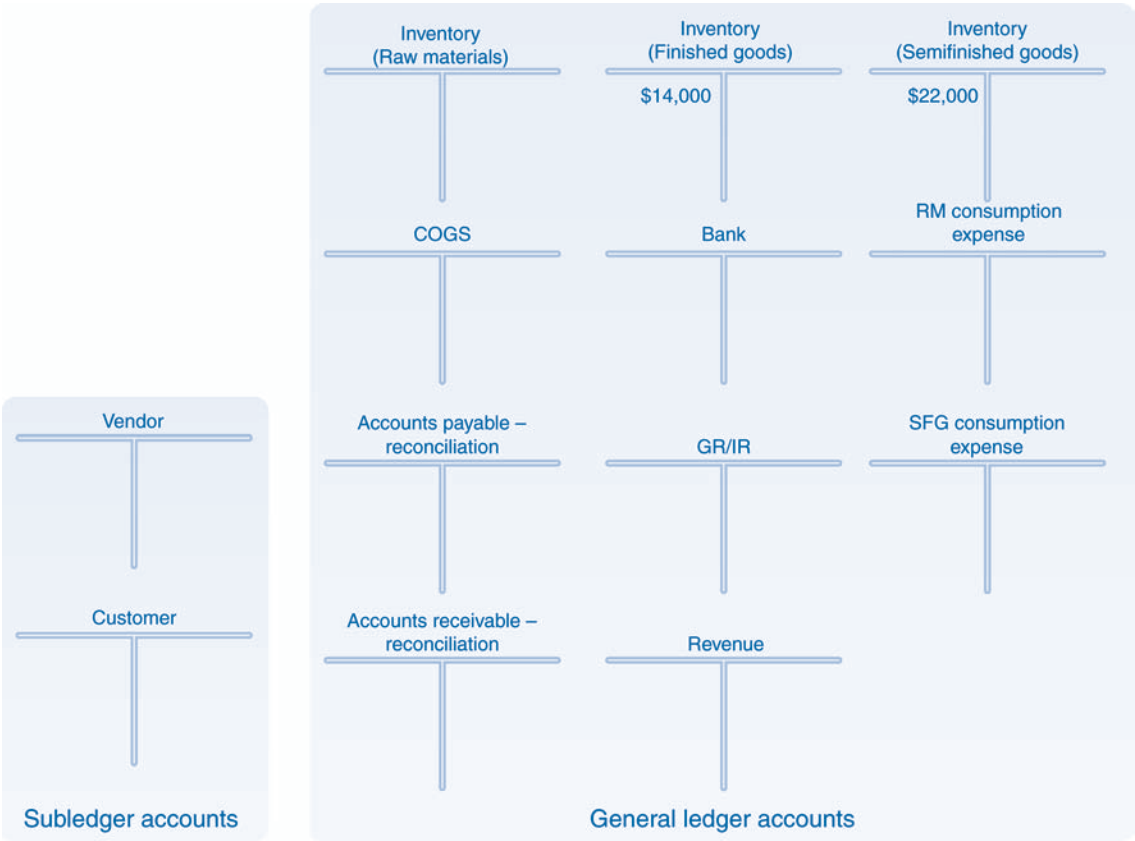 Inventory
(Raw materials)
Inventory
(Finished goods)
Inventory
(Semifinished goods)
$14,000
$22,000
COGS
Bank
RM consumption
expense
Vendor
Accounts payable –
reconciliation
GR/IR
SFG consumption
expense
Customer
Accounts receivable –
reconciliation
Revenue
Subledger accounts
General ledger accounts